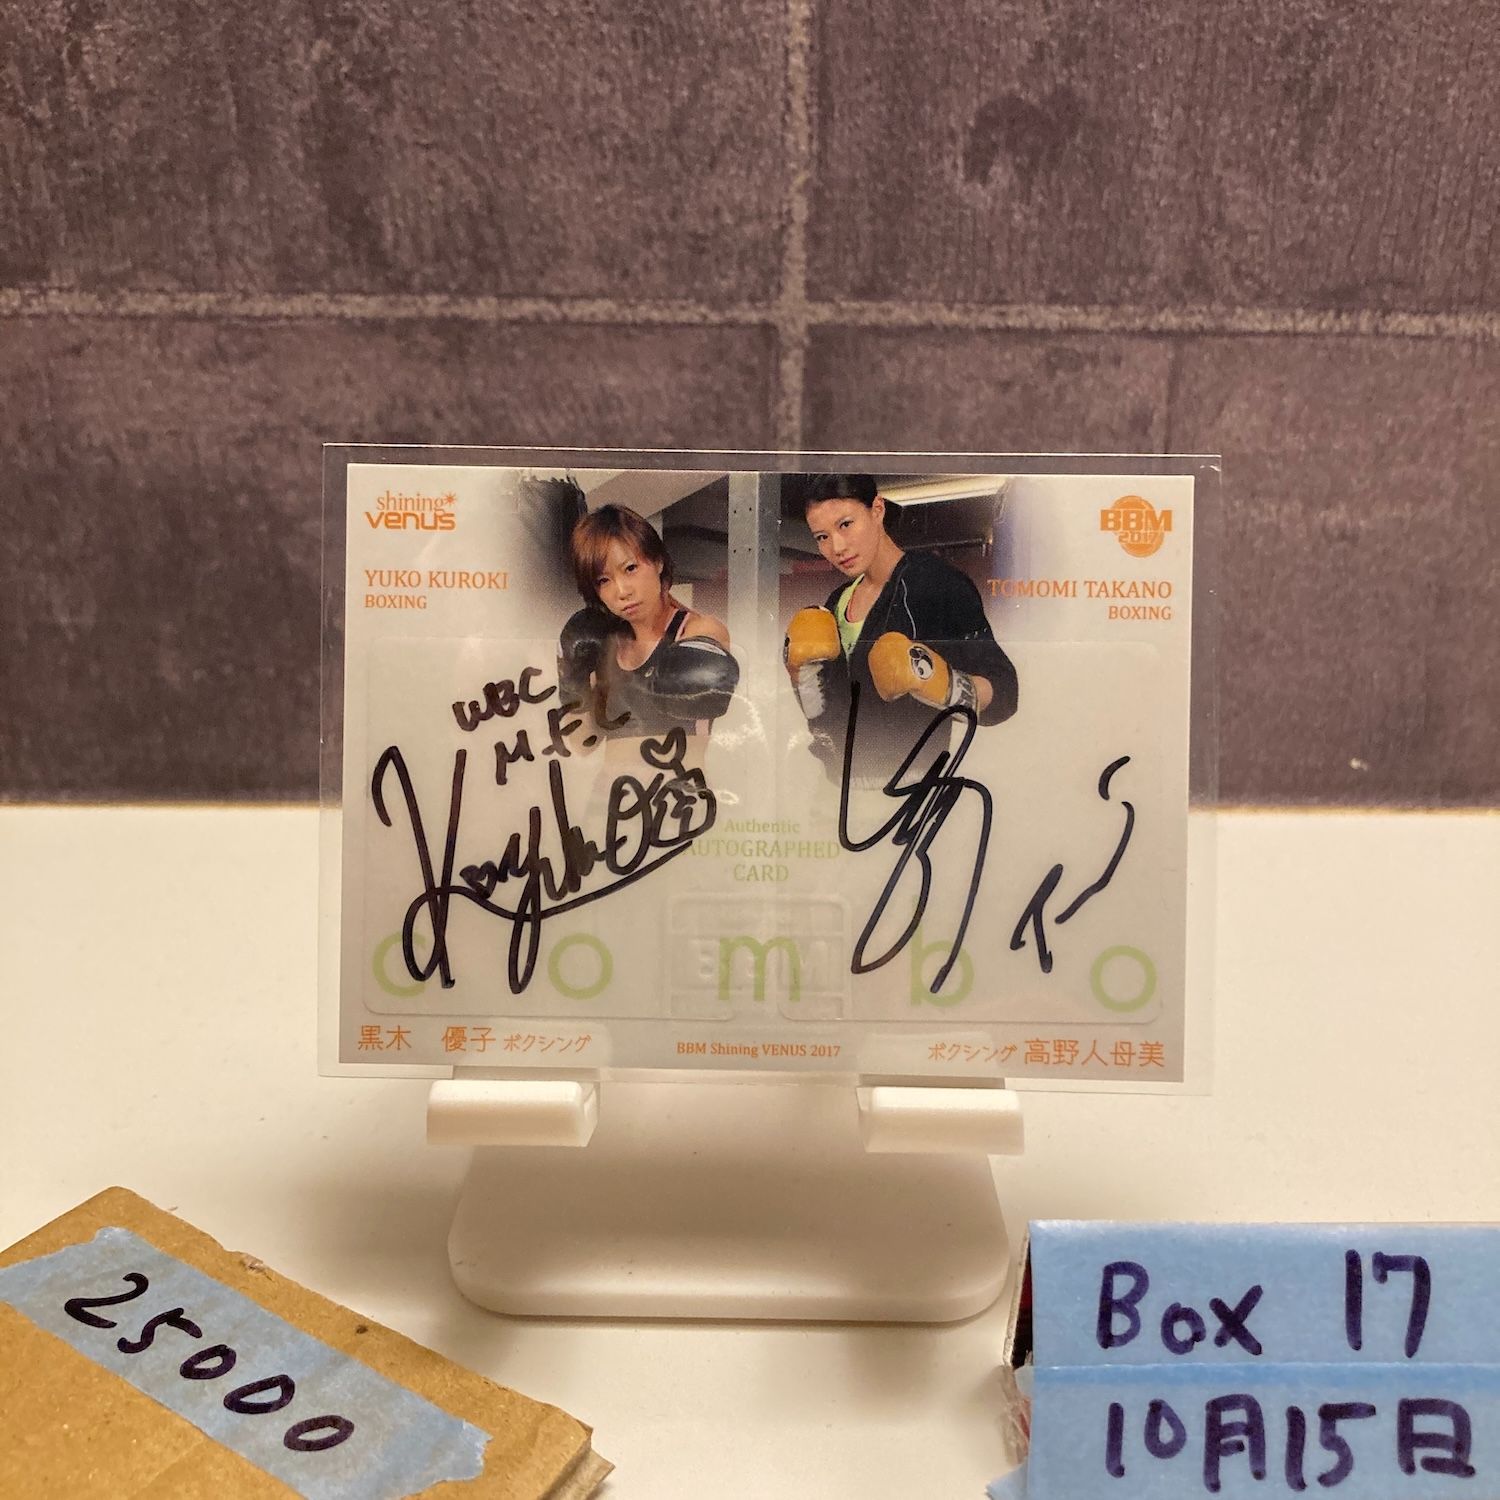 shining
venus
BBM
2017
YUKO KUROKI
BOXING
TOMOMI TAKANO
BOXING
WBC
M.F.L
Authentic
AUTOGRAPHED
CARD
combo
黒木 優子 ボクシング
BBM Shining VENUS 2017
ボクシング 高野人母美
25000
Box 17
10月15日